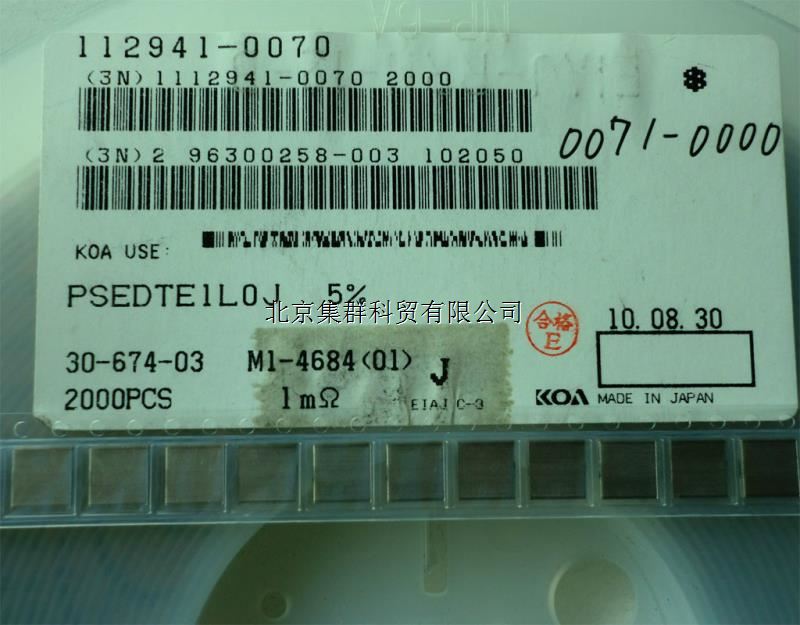 112941-0070
(3N)1112941-0070 2000
(3N)2 96300258-003 102050
0071-0000
KOA USE:
PSEDTE1L0J 5%
北京集群科贸有限公司
合格
E
10.08.30
30-674-03 M1-4684(01) J
2000PCS 1mΩ EIAJ C-3
KOA MADE IN JAPAN